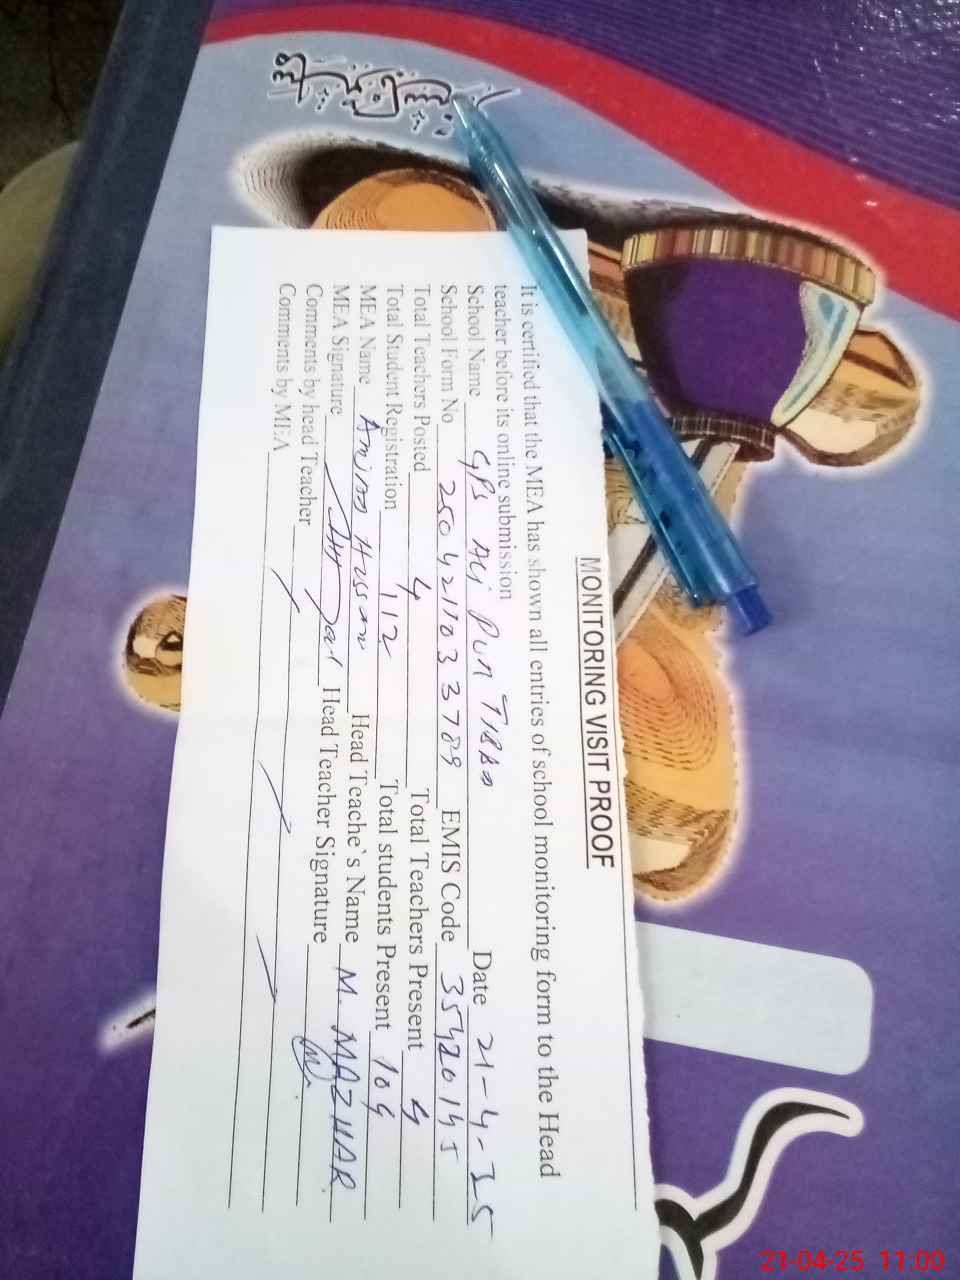 MONITORING VISIT PROOF
It is certified that the MEA has shown all entries of school monitoring form to the Head
teacher before its online submission
School Name GPS Ali Pur TIBBA Date 21-4-25
School Form No 2504211033789 EMIS Code 35420145
Total Teachers Posted 4 Total Teachers Present 4
Total Student Registration 112 Total students Present 104
MEA Name Hussan Head Teache`s Name M. MAZHAR
MEA Signature Head Teacher Signature
Comments by head Teacher
Comments by MEA
21-04-25 11:00